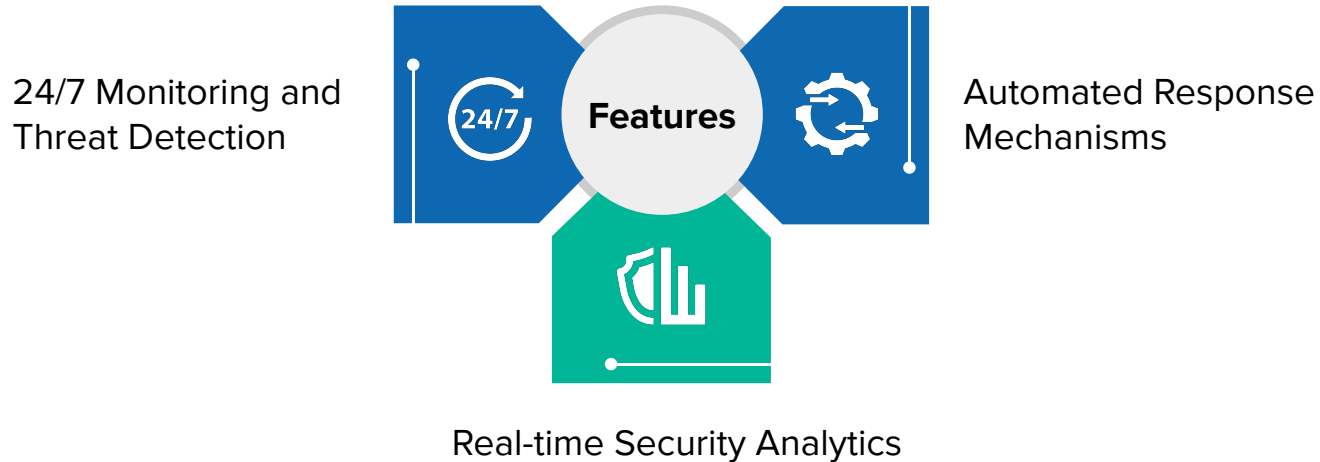 24/7 Monitoring and
Threat Detection
24/7
Features
Automated Response
Mechanisms
Real-time Security Analytics